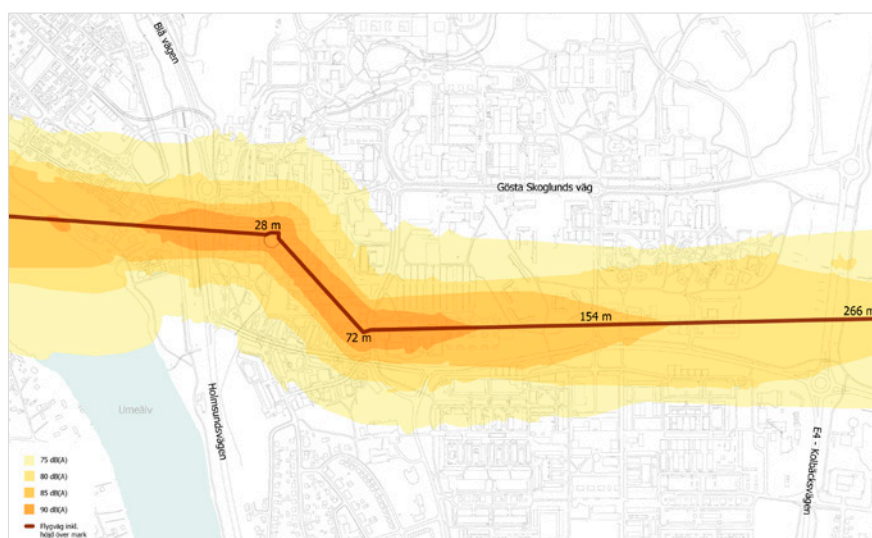 Blå vägen
Gösta Skoglunds väg
28 m
154 m
266 m
72 m
Umeälv
Holmsundsvägen
E4 - Kolbäcksvägen
75 dB(A)
80 dB(A)
85 dB(A)
90 dB(A)
Flygväg inkl.
höjd över mark